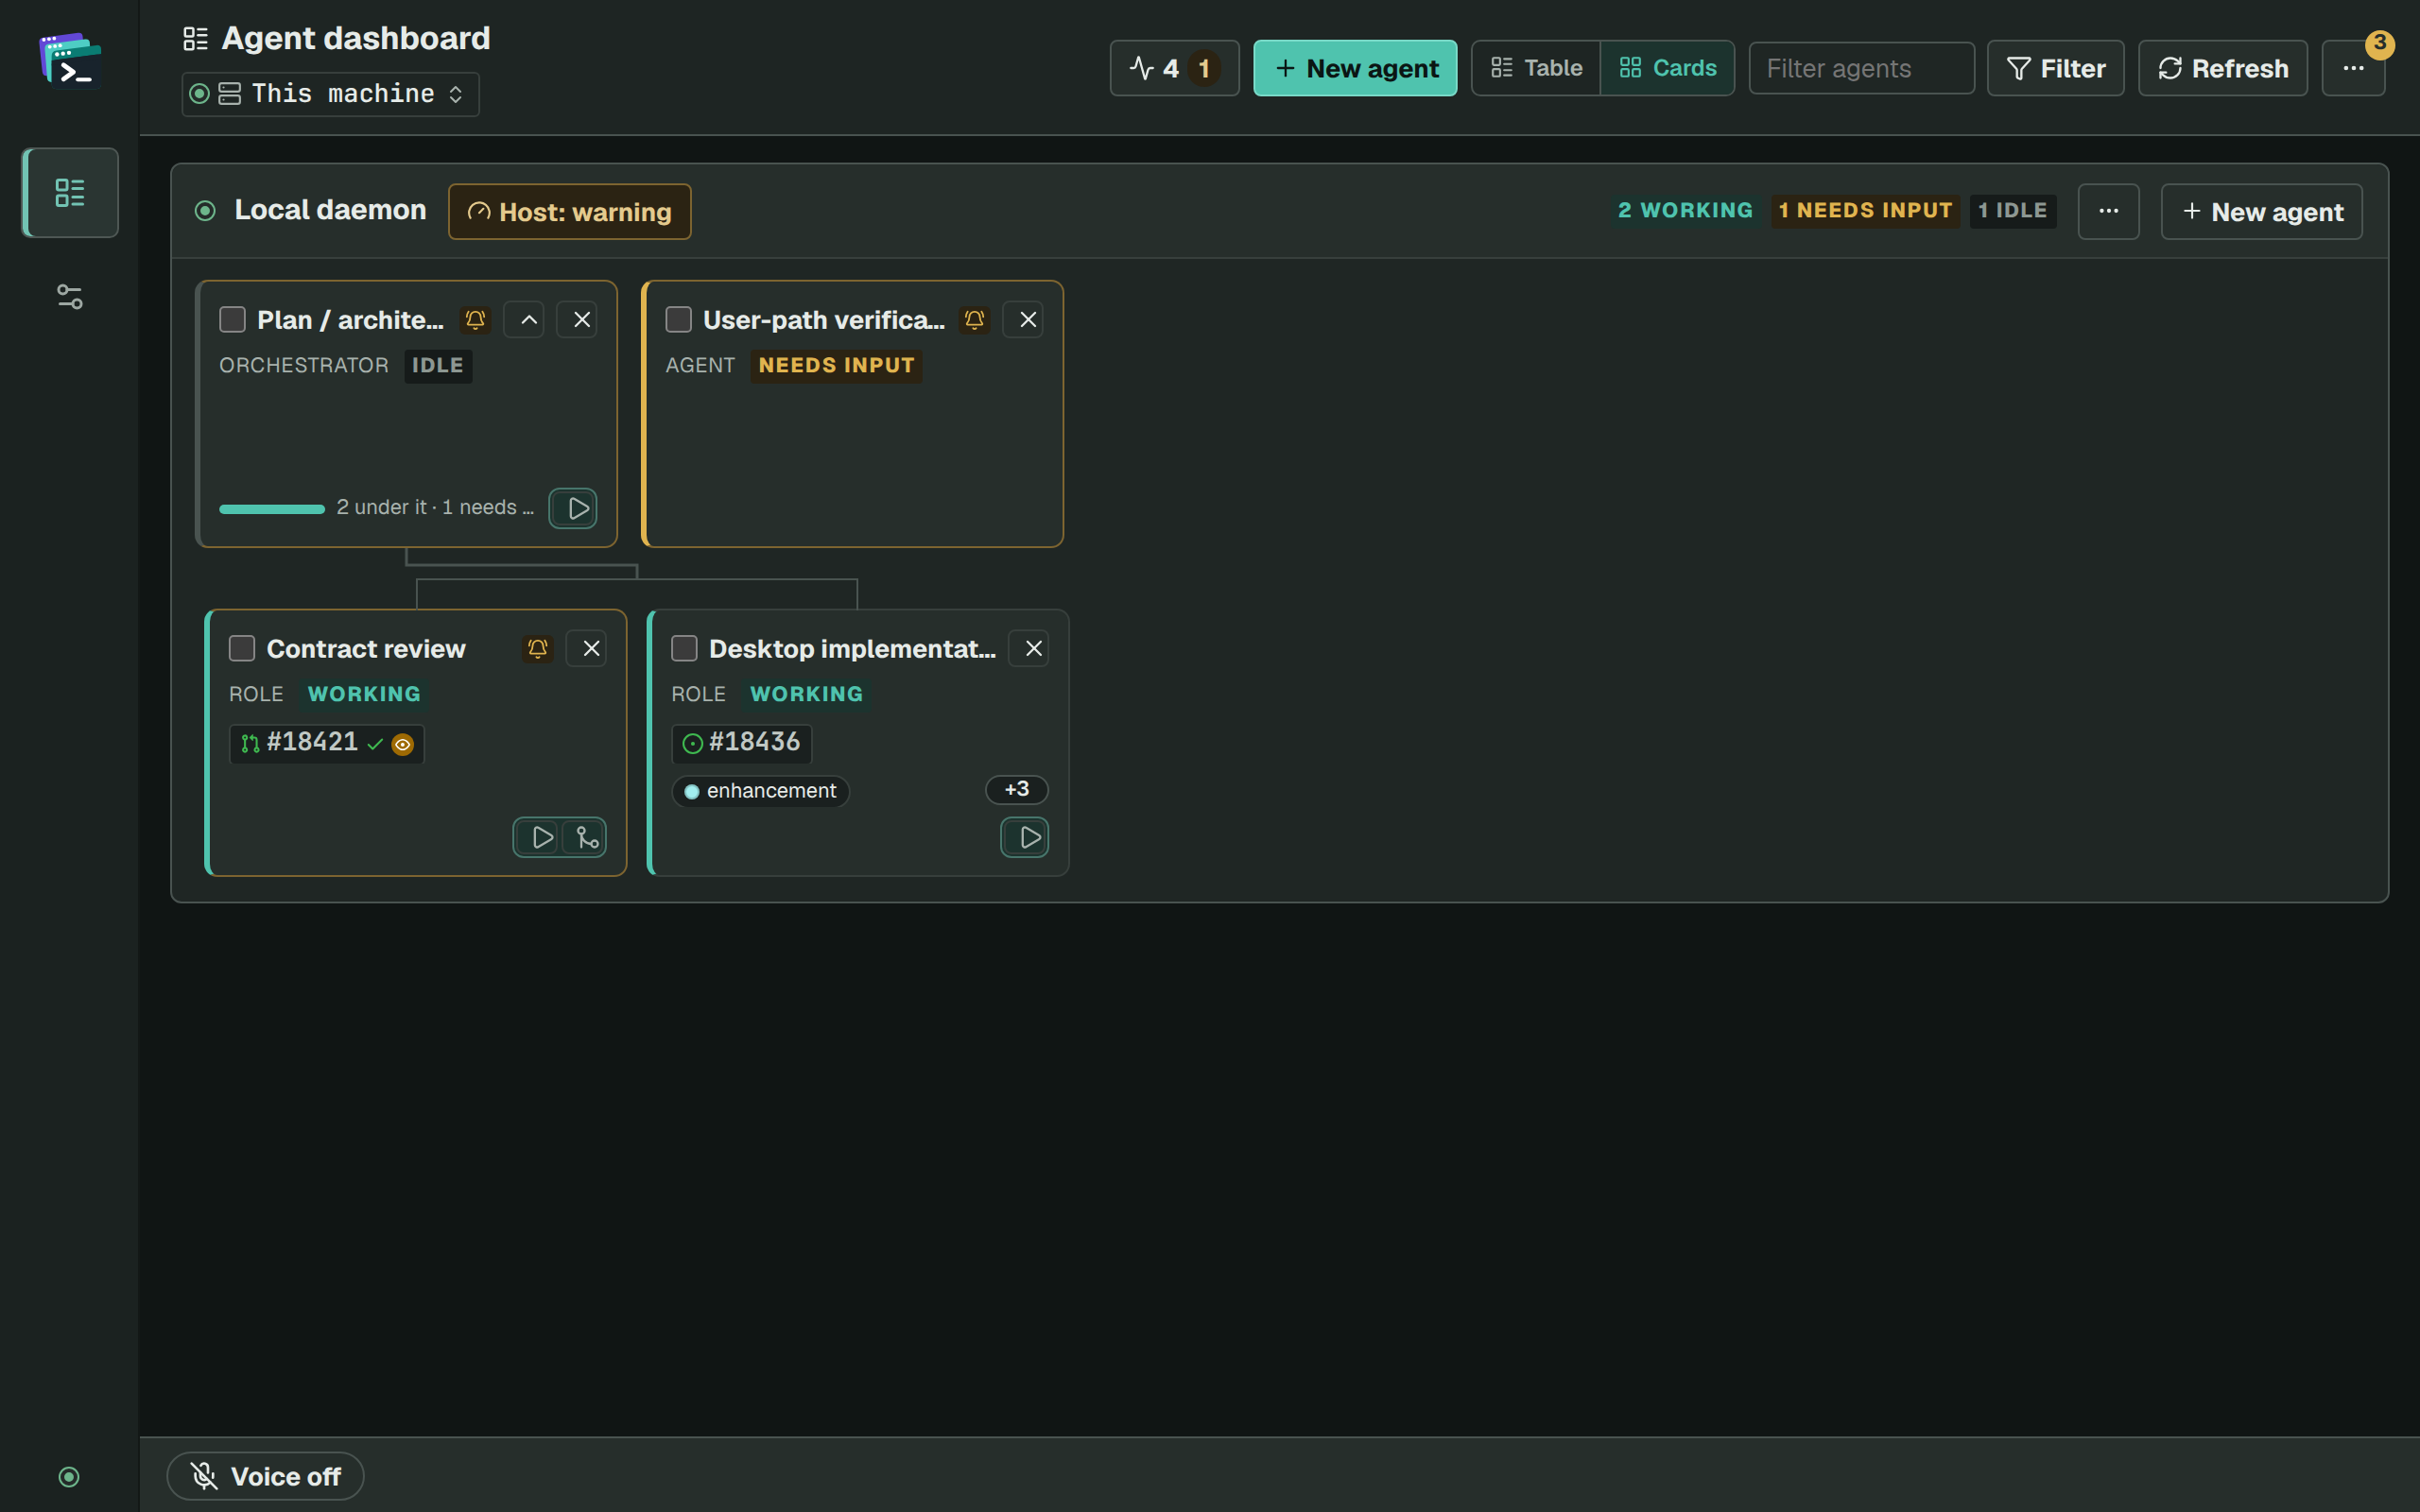 Agent dashboard
This machine
4 1
New agent
Table
Cards
Filter agents
Filter
Refresh
3
Local daemon
Host: warning
2 WORKING
1 NEEDS INPUT
1 IDLE
New agent
Plan / archite...
ORCHESTRATOR IDLE
2 under it · 1 needs ...
User-path verifica...
AGENT NEEDS INPUT
Contract review
ROLE WORKING
#18421
Desktop implementat...
ROLE WORKING
#18436
enhancement
+3
Voice off